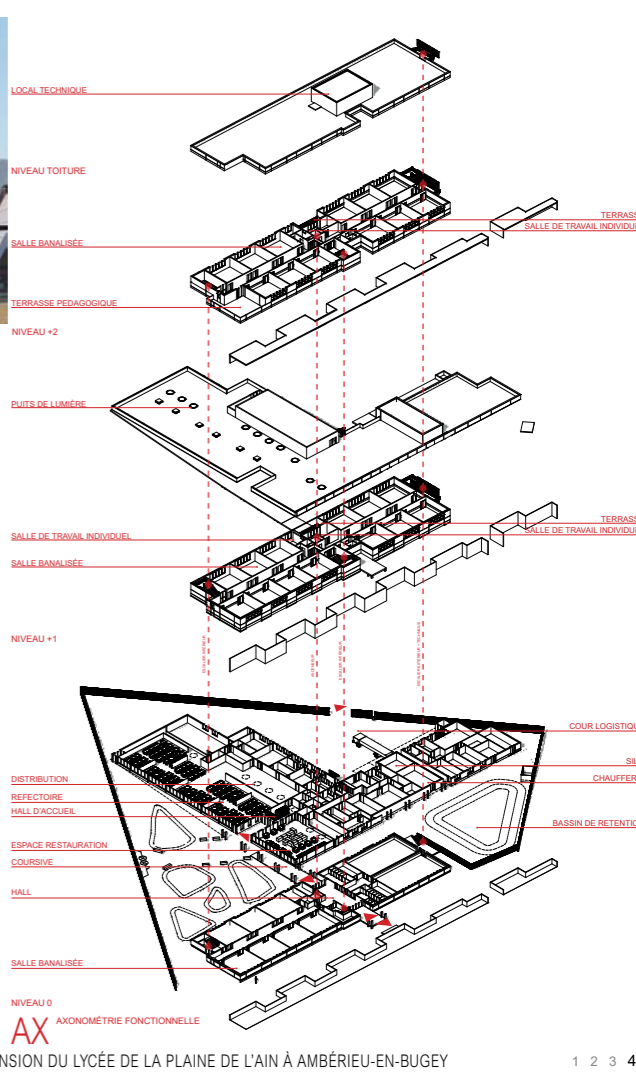 LOCAL TECHNIQUE
NIVEAU TOITURE
TERRASS
SALLE DE TRAVAIL INDIVIDUE
SALLE BANALISÉE
TERRASSE PEDAGOGIQUE
NIVEAU +2
PUITS DE LUMIÈRE
TERRASS
SALLE DE TRAVAIL INDIVIDUEL
SALLE DE TRAVAIL INDIVIDUE
SALLE BANALISÉE
NIVEAU +1
COUR LOGISTIQU
SIL
DISTRIBUTION
CHAUFFER
REFECTOIRE
HALL D'ACCUEIL
BASSIN DE RETENTIO
ESPACE RESTAURATION
COURSIVE
HALL
SALLE BANALISÉE
NIVEAU 0
AX AXONOMÉTRIE FONCTIONNELLE
NSION DU LYCÉE DE LA PLAINE DE L'AIN À AMBÉRIEU-EN-BUGEY
1 2 3 4